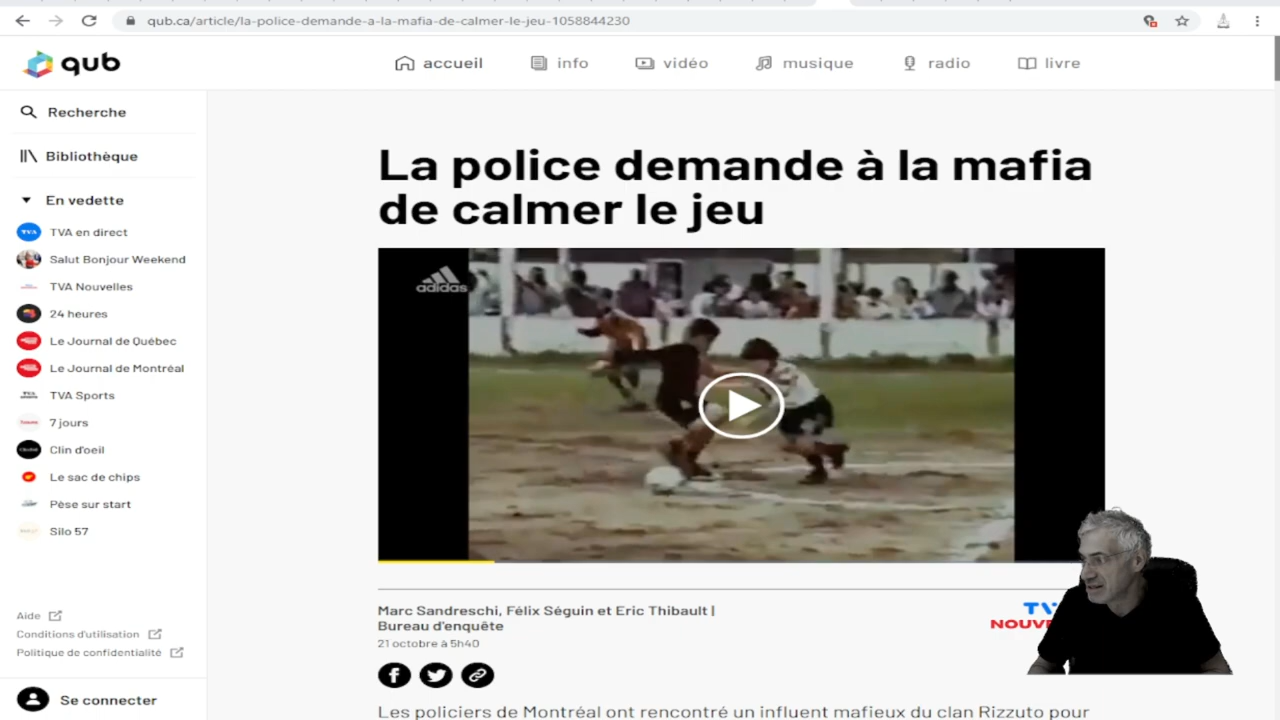 qub.ca/article/la-police-demande-a-la-mafia-de-calmer-le-jeu-1058844230
qub
accueil
info
vidéo
musique
radio
livre
Recherche
Bibliothèque
En vedette
TVA en direct
Salut Bonjour Weekend
TVA Nouvelles
24 heures
Le Journal de Québec
Le Journal de Montréal
TVA Sports
7 jours
Clin d'oeil
Le sac de chips
Pèse sur start
Silo 57
Aide
Conditions d'utilisation
Politique de confidentialité
Se connecter
La police demande à la mafia
de calmer le jeu
adidas
Marc Sandreschi, Félix Séguin et Eric Thibault |
Bureau d'enquête
21 octobre à 5h40
Les policiers de Montréal ont rencontré un influent mafieux du clan Rizzuto pour